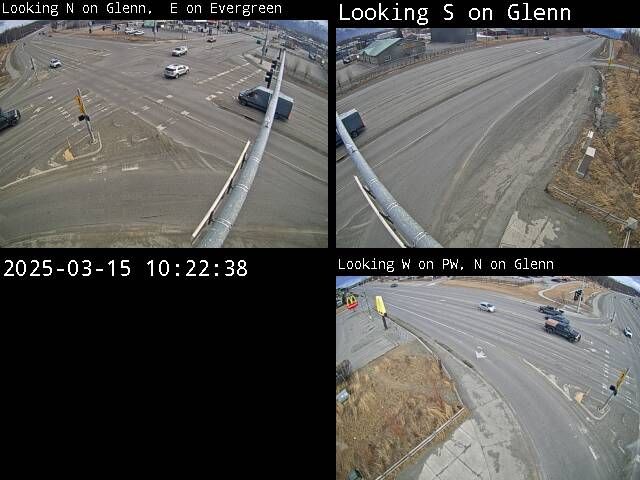 Looking N on Glenn,  E on Evergreen
Looking S on Glenn
2025-03-15 10:22:38
Looking W on PW, N on Glenn